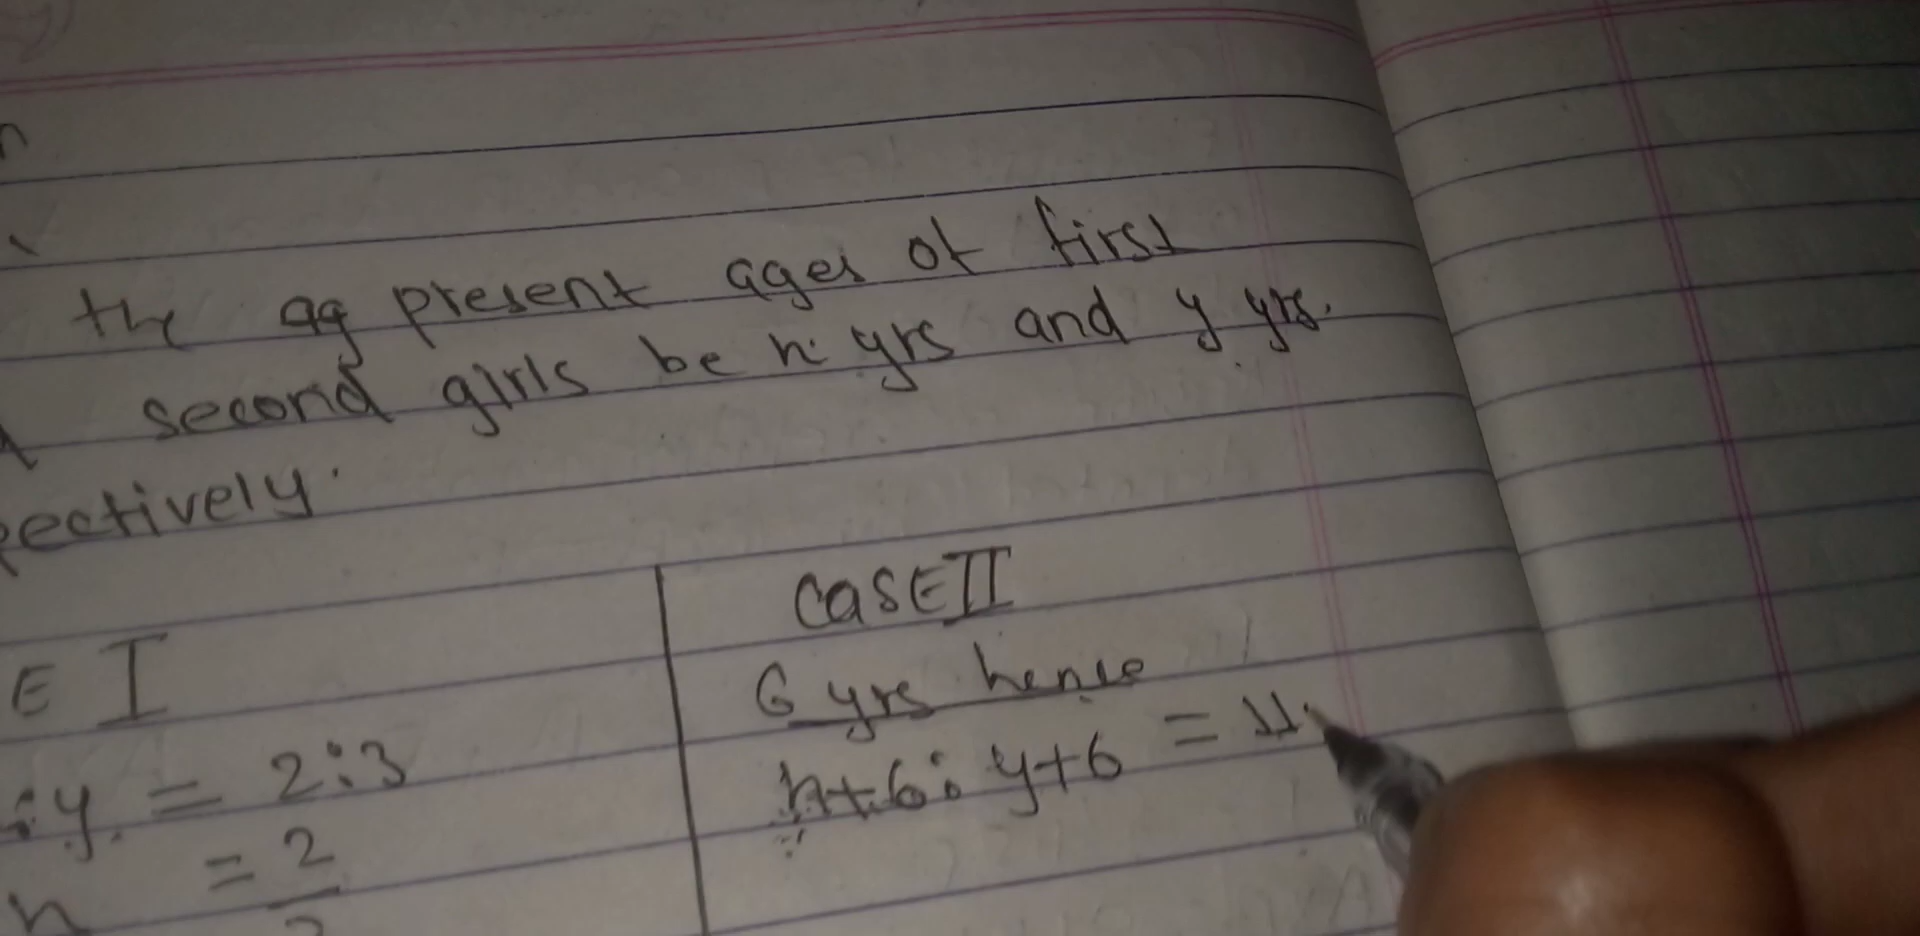 the ag present ages of first
second girls be x yrs and y yrs.
pectively.
E I
CASE II
6 yrs hence
: y = 2:3
x+6 : y+6 = 11:
x = 2